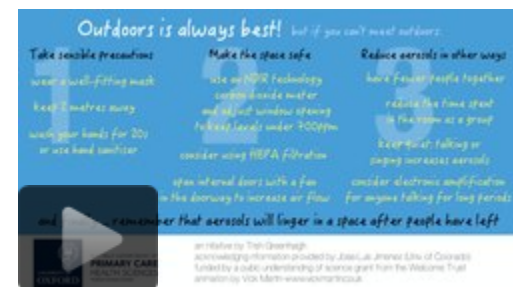 Outdoors is always best! but if you can't meet outdoors:
Take sensible precautions
wear a well-fitting mask
keep 2 metres away
wash your hands for 20s
or use hand sanitiser
Make the space safe
use an NDIR technology
carbon dioxide meter
and adjust window opening
to keep levels under 700ppm
consider using HEPA filtration
open internal doors with a fan
in the doorway to increase air flow
Reduce aerosols in other ways
have fewer people together
reduce the time spent
in the room as a group
keep quiet: talking or
singing increases aerosols
consider electronic amplification
for anyone talking for long periods
1
2
3
and remember that aerosols will linger in a space after people have left
OXFORD
PRIMARY CARE
HEALTH SCIENCES
an initiative by Trish Greenhalgh
acknowledging information provided by Jose-Luis Jimenez (Univ. of Colorado)
funded by a public understanding of science grant from the Wellcome Trust
animation by Vick Martin